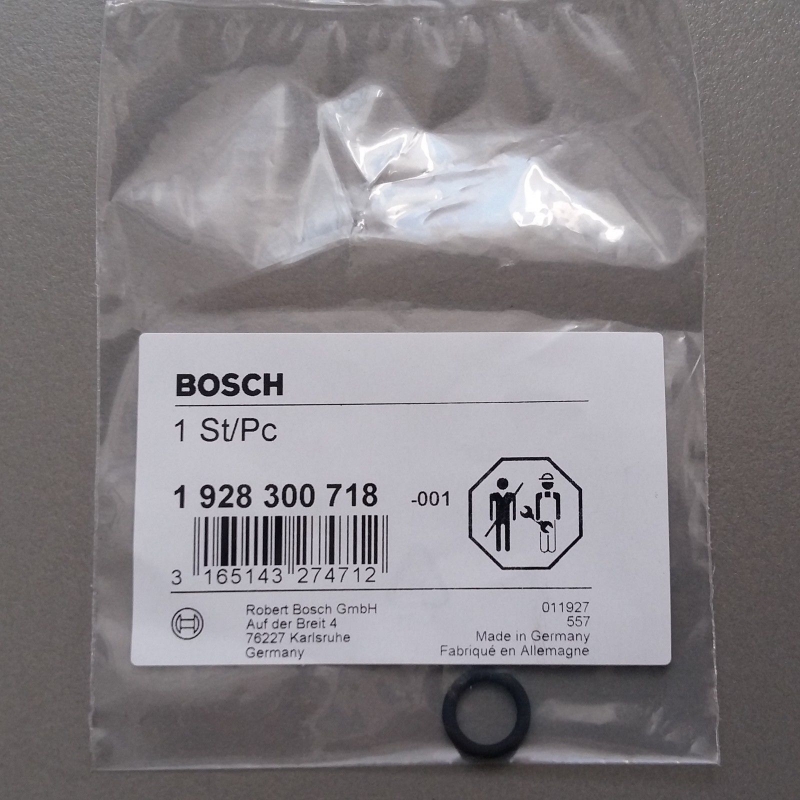 BOSCH
1 St/Pc
1 928 300 718 -001
3 165143 274712
Robert Bosch GmbH
Auf der Breit 4
76227 Karlsruhe
Germany
011927
557
Made in Germany
Fabriqué en Allemagne